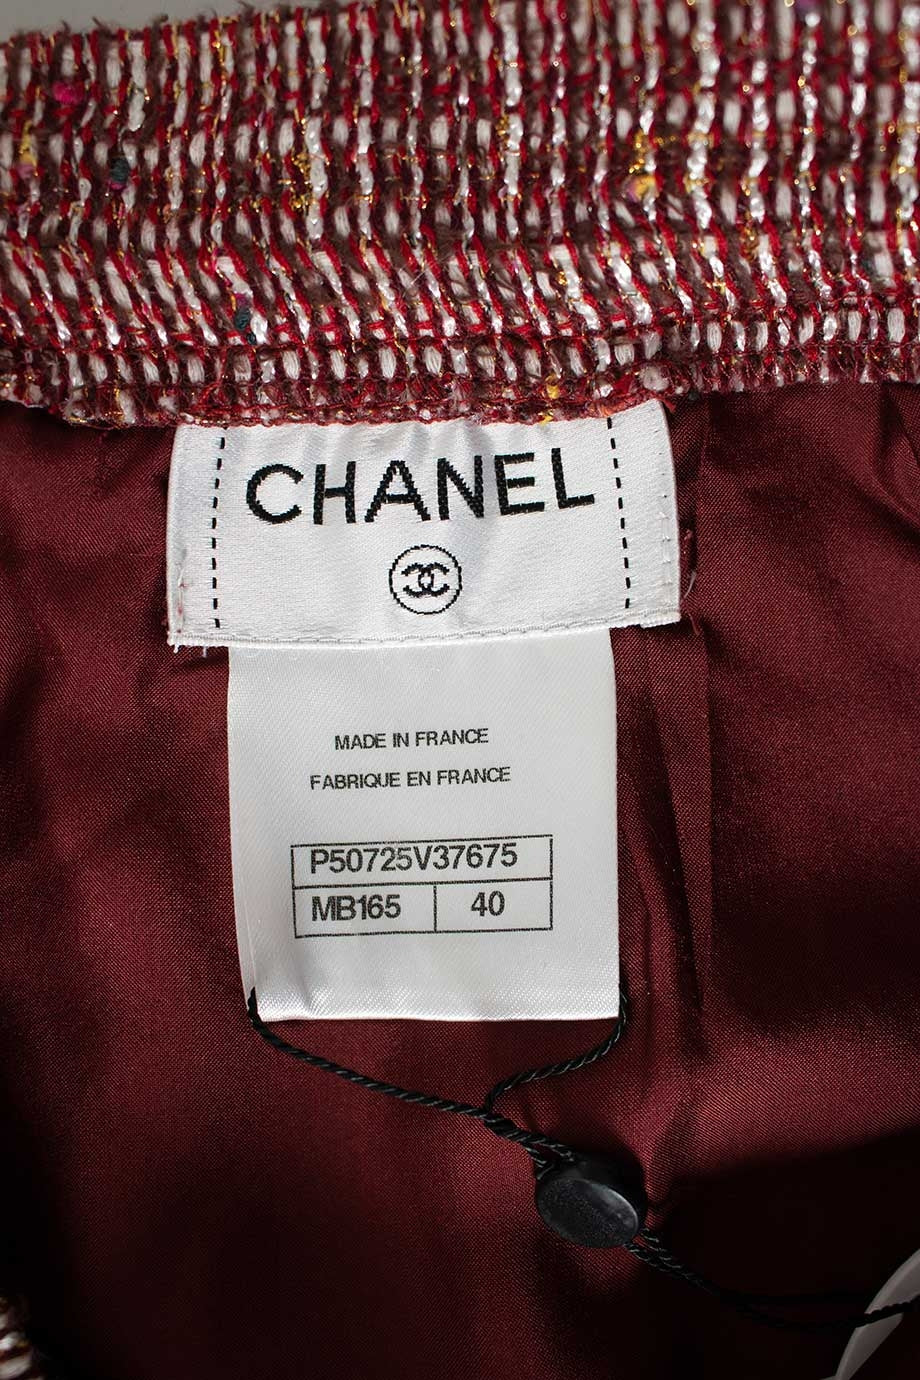 CHANEL
MADE IN FRANCE
FABRIQUE EN FRANCE
P50725V37675
MB165 40